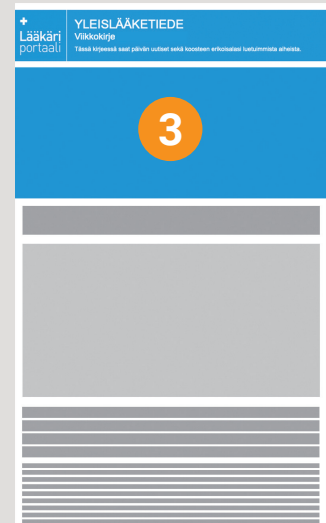 +
Lääkäri
portaali
YLEISLÄÄKETIEDE
Viikkokirje
Tässä kirjeessä saat päivän uutiset sekä koosteen erikoisalasi luetuimmista aiheista.
3